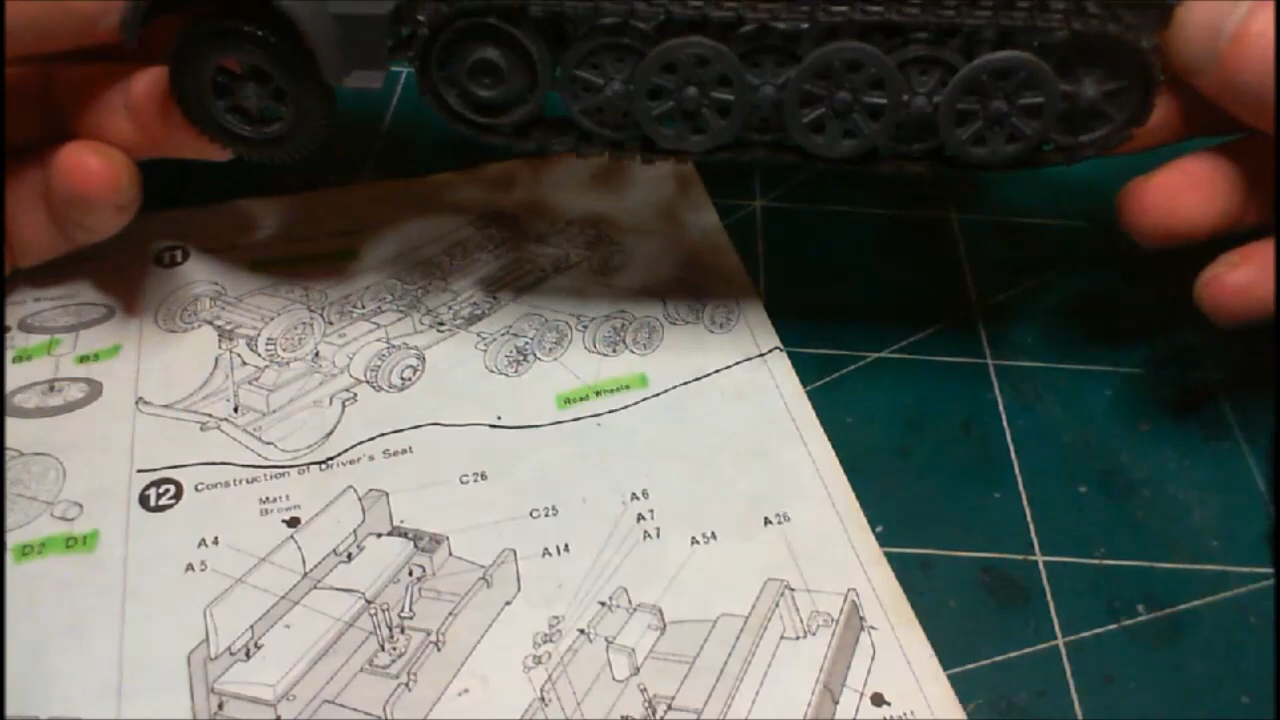 11
B5
Road Wheels
D2 D1
12 Construction of Driver's Seat
Matt
Brown
C26
C25
A14
A4
A5
A6
A7
A7
A54
A26
Matt